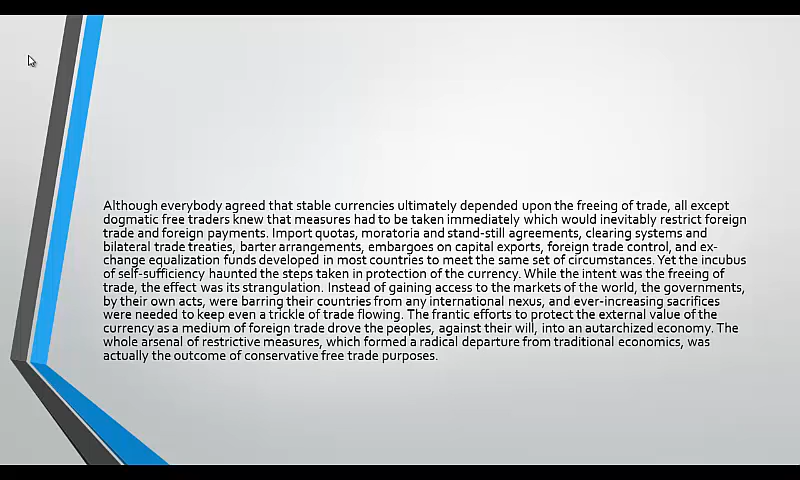 Although everybody agreed that stable currencies ultimately depended upon the freeing of trade, all except
dogmatic free traders knew that measures had to be taken immediately which would inevitably restrict foreign
trade and foreign payments. Import quotas, moratoria and stand-still agreements, clearing systems and
bilateral trade treaties, barter arrangements, embargoes on capital exports, foreign trade control, and ex-
change equalization funds developed in most countries to meet the same set of circumstances. Yet the incubus
of self-sufficiency haunted the steps taken in protection of the currency. While the intent was the freeing of
trade, the effect was its strangulation. Instead of gaining access to the markets of the world, the governments,
by their own acts, were barring their countries from any international nexus, and ever-increasing sacrifices
were needed to keep even a trickle of trade flowing. The frantic efforts to protect the external value of the
currency as a medium of foreign trade drove the peoples, against their will, into an autarchized economy. The
whole arsenal of restrictive measures, which formed a radical departure from traditional economics, was
actually the outcome of conservative free trade purposes.